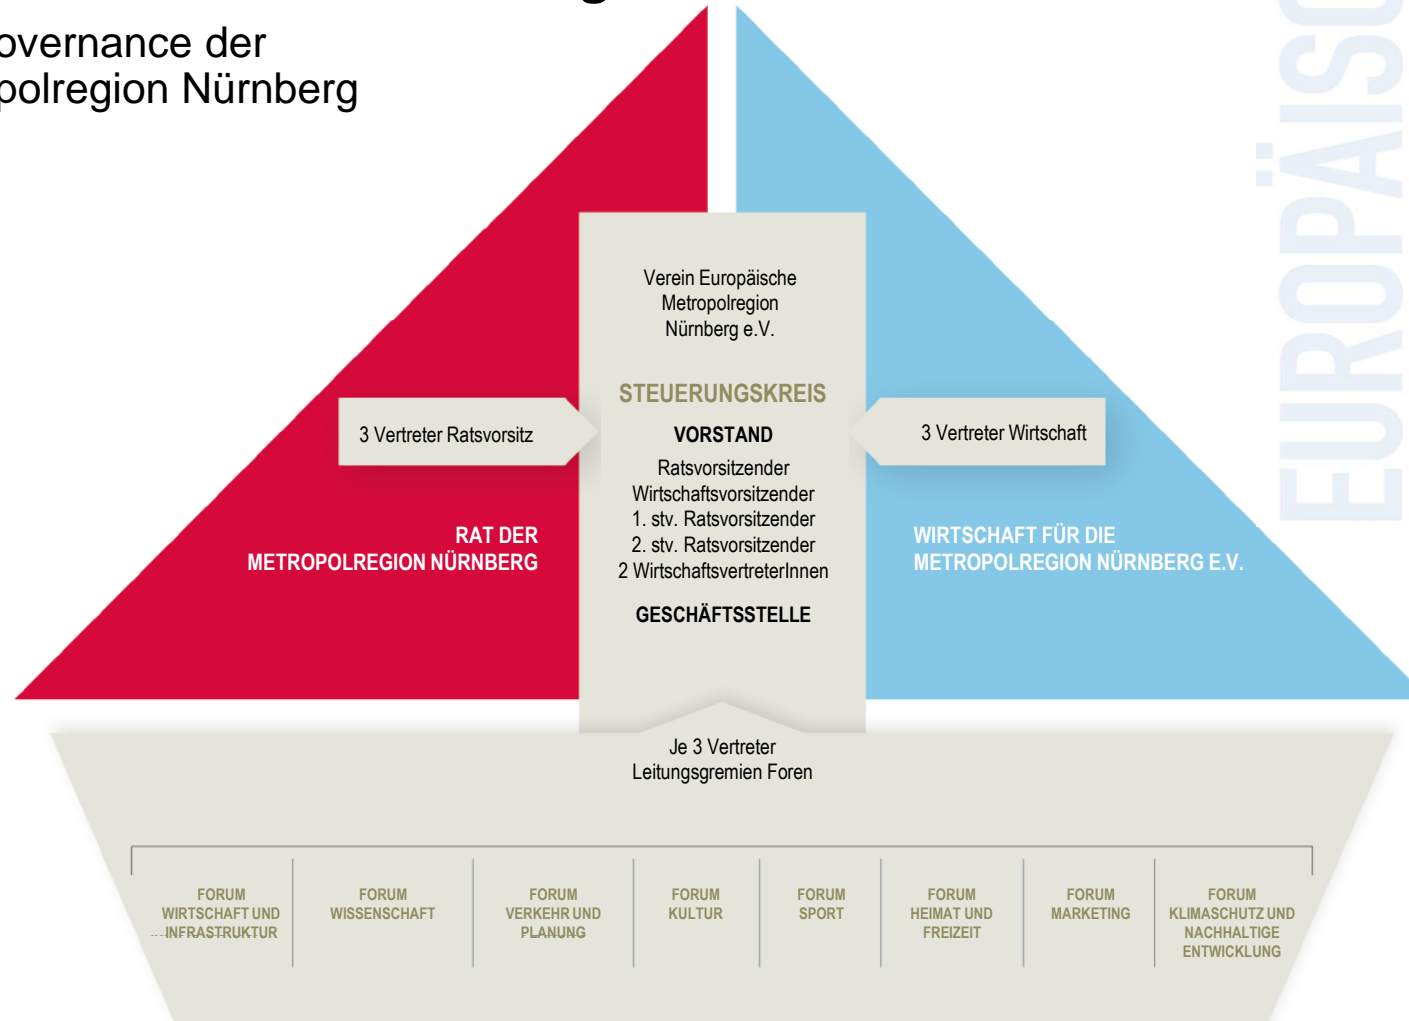 overnance der
polregion Nürnberg
EUROPÄISC
Verein Europäische
Metropolregion
Nürnberg e.V.
STEUERUNGSKREIS
3 Vertreter Ratsvorsitz
VORSTAND
3 Vertreter Wirtschaft
Ratsvorsitzender
Wirtschaftsvorsitzender
1. stv. Ratsvorsitzender
2. stv. Ratsvorsitzender
2 WirtschaftsvertreterInnen
RAT DER
METROPOLREGION NÜRNBERG
WIRTSCHAFT FÜR DIE
METROPOLREGION NÜRNBERG E.V.
GESCHÄFTSSTELLE
Je 3 Vertreter
Leitungsgremien Foren
FORUM
WIRTSCHAFT UND
INFRASTRUKTUR
FORUM
WISSENSCHAFT
FORUM
VERKEHR UND
PLANUNG
FORUM
KULTUR
FORUM
SPORT
FORUM
HEIMAT UND
FREIZEIT
FORUM
MARKETING
FORUM
KLIMASCHUTZ UND
NACHHALTIGE
ENTWICKLUNG